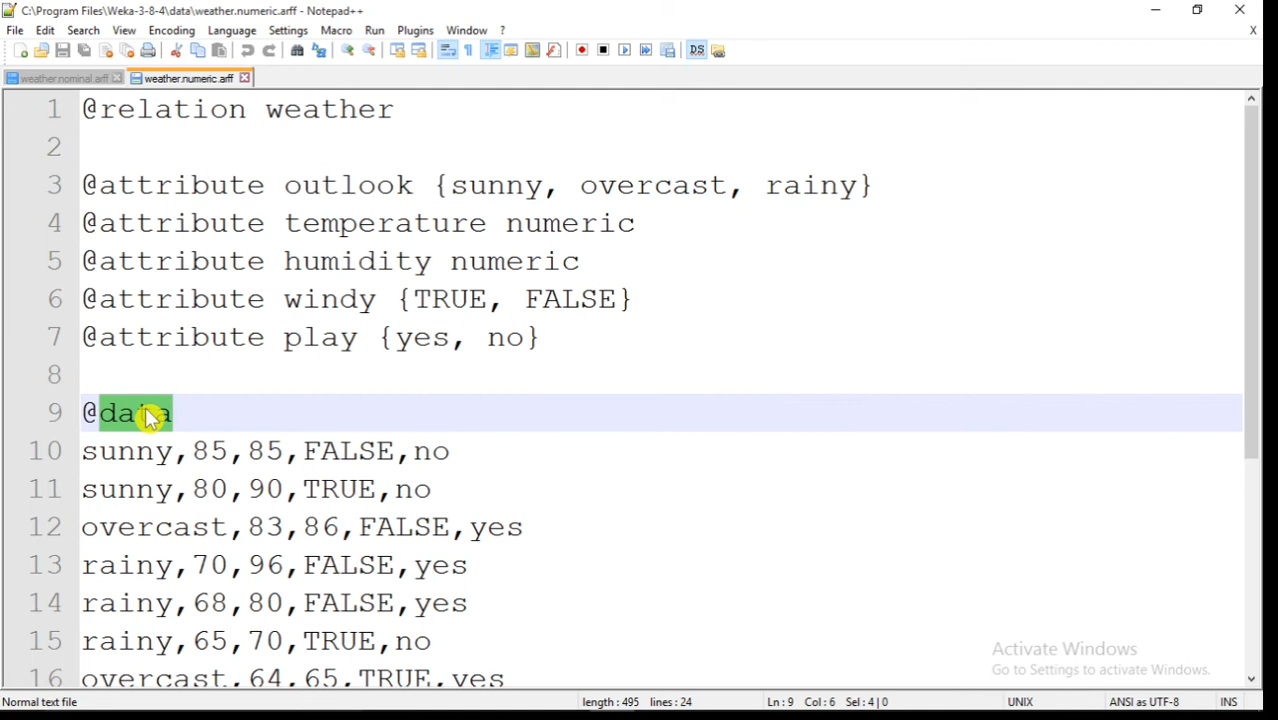 C:\Program Files\Weka-3-8-4\data\weather.numeric.arff - Notepad++
File Edit Search View Encoding Language Settings Macro Run Plugins Window ? X
weather.nominal.arff weather.numeric.arff
1 @relation weather
2
3 @attribute outlook {sunny, overcast, rainy}
4 @attribute temperature numeric
5 @attribute humidity numeric
6 @attribute windy {TRUE, FALSE}
7 @attribute play {yes, no}
8
9 @data
10 sunny,85,85,FALSE,no
11 sunny,80,90,TRUE,no
12 overcast,83,86,FALSE,yes
13 rainy,70,96,FALSE,yes
14 rainy,68,80,FALSE,yes
15 rainy,65,70,TRUE,no
16 overcast,64,65,TRUE,yes
Activate Windows
Go to Settings to activate Windows.
Normal text file length : 495 lines : 24 Ln : 9 Col : 6 Sel : 4 | 0 UNIX ANSI as UTF-8 INS